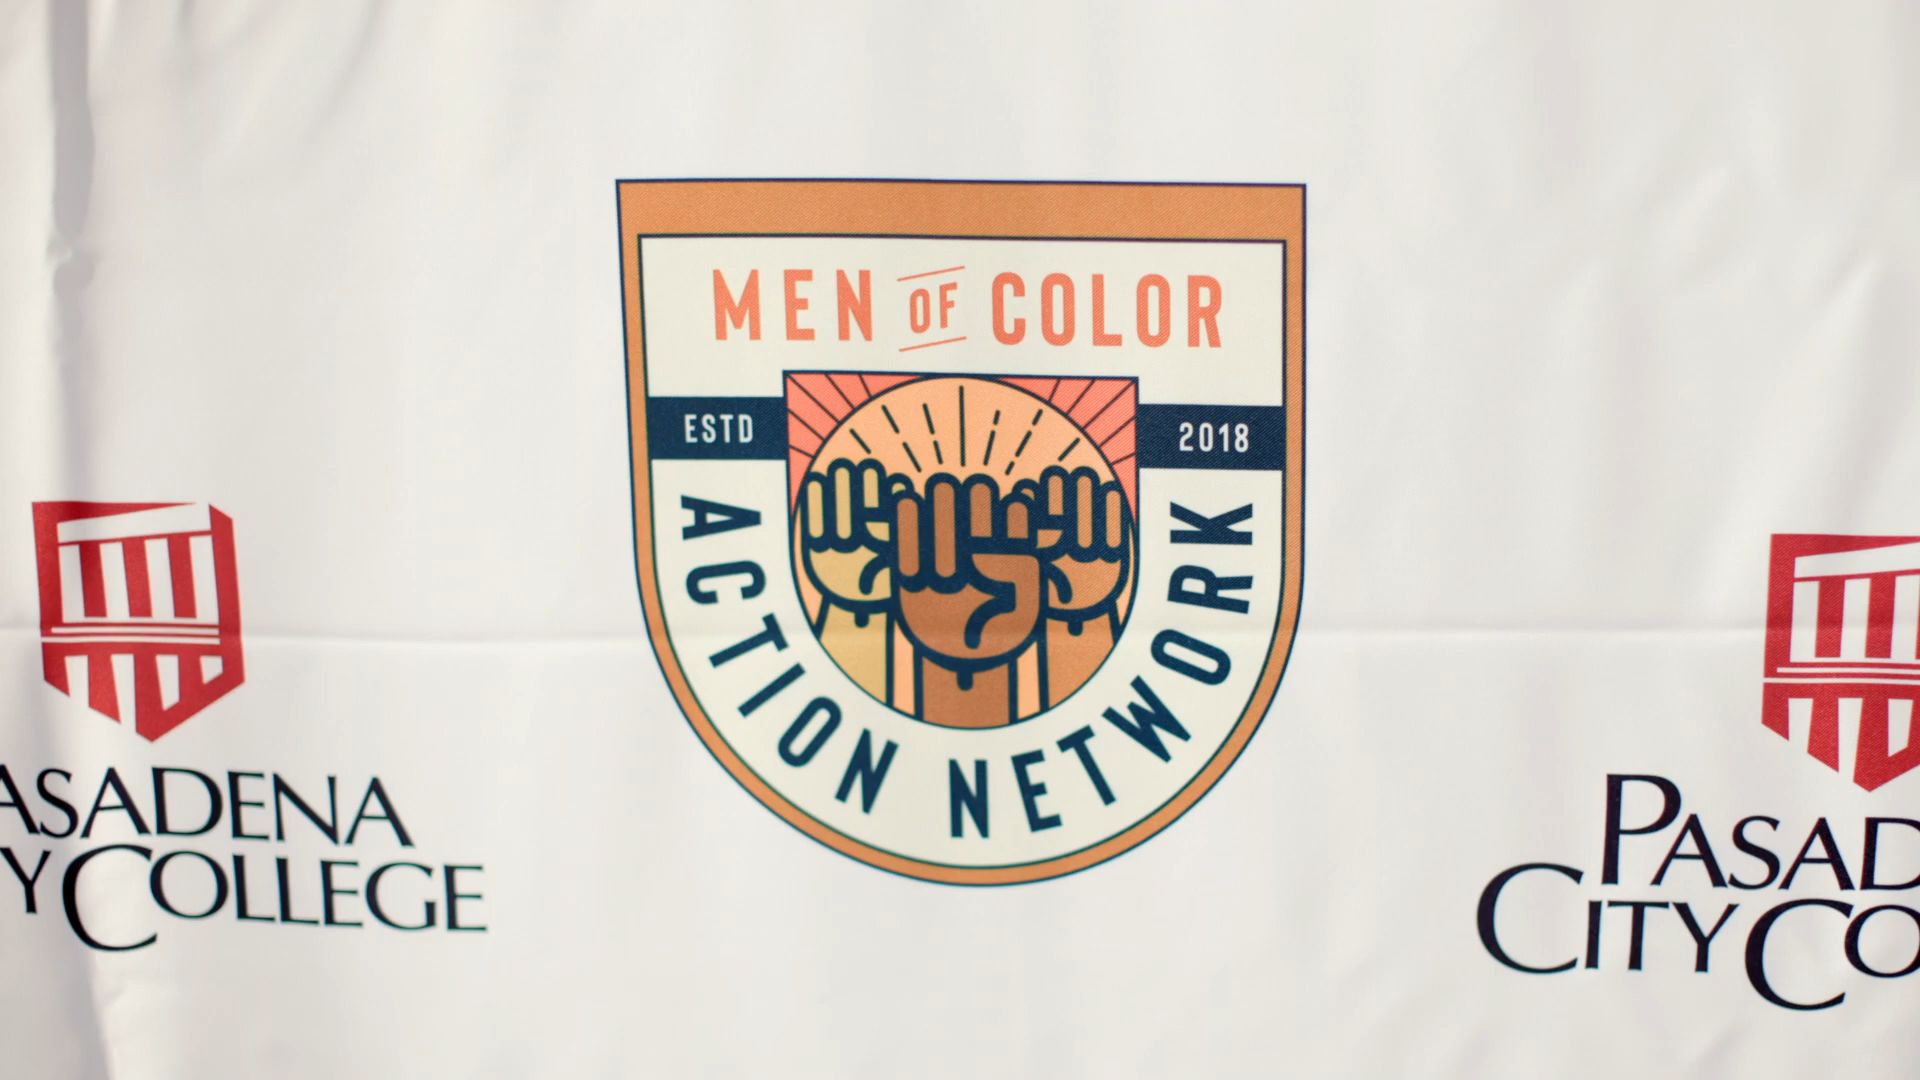 MEN OF COLOR
ESTD 2018
ACTION NETWORK
ASADENA
Y COLLEGE
PASAD
CITY CO